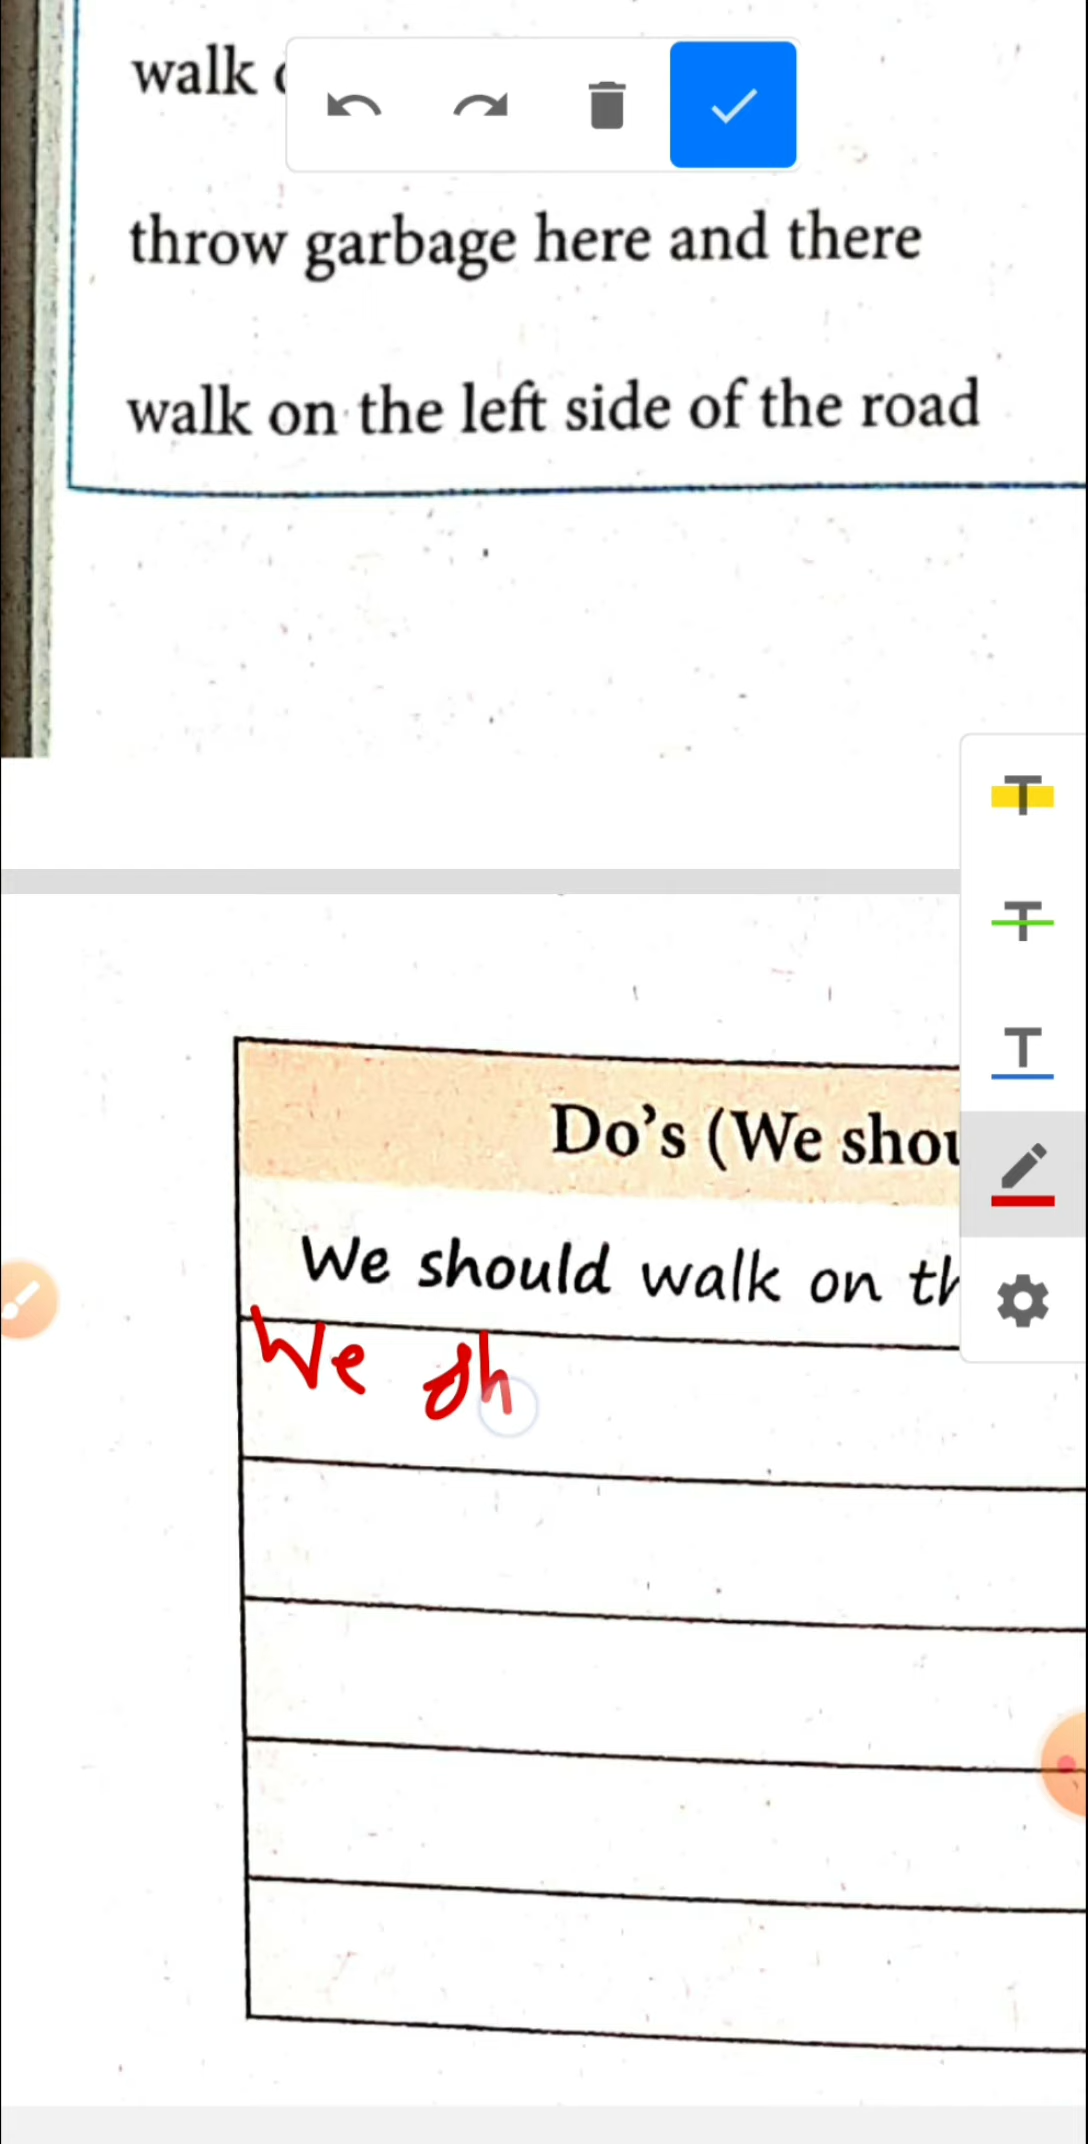 walk
throw garbage here and there
walk on the left side of the road
Do's (We shou
We should walk on th
We sh